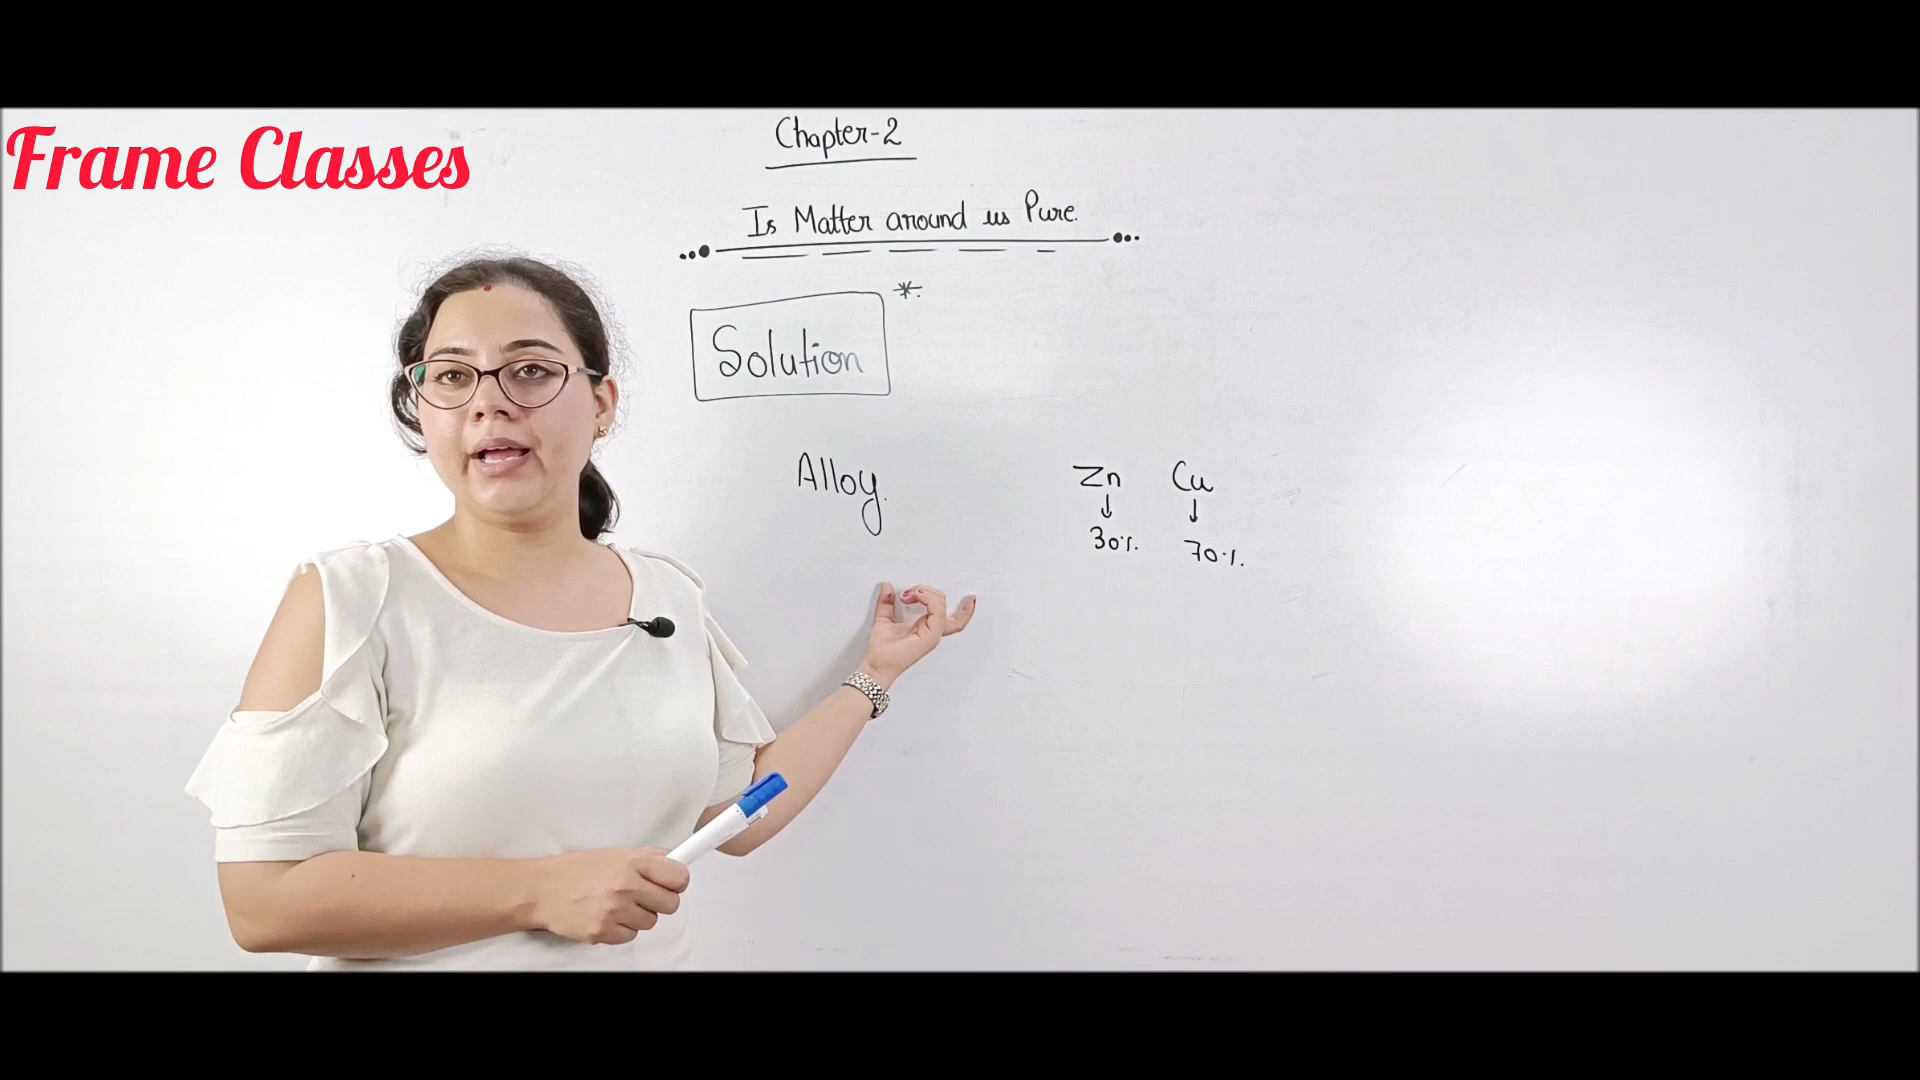 Frame Classes
Chapter-2
Is Matter around us Pure.
*
Solution
Alloy.
Zn Cu
↓ ↓
30% 70%.